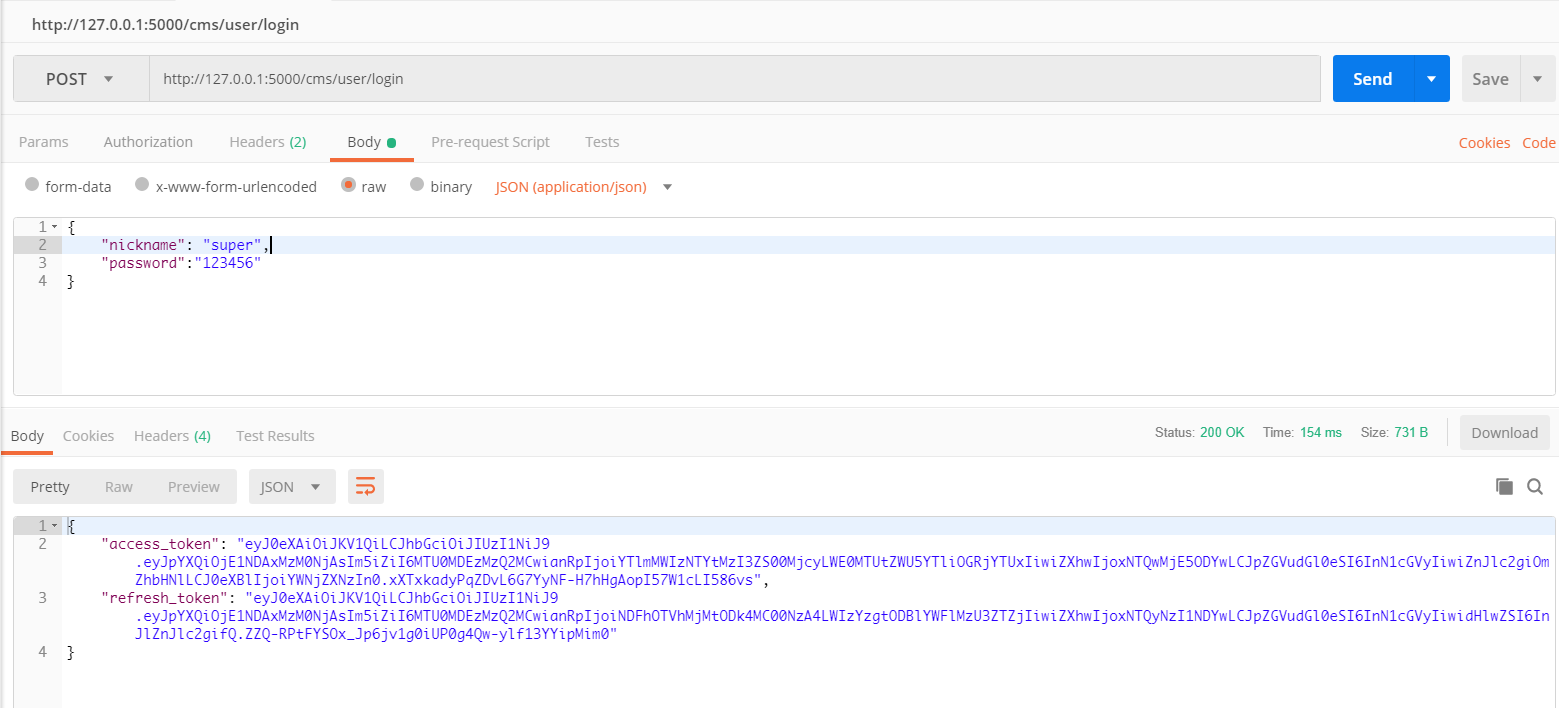 http://127.0.0.1:5000/cms/user/login
POST http://127.0.0.1:5000/cms/user/login Send Save
Params Authorization Headers (2) Body Pre-request Script Tests Cookies Code
form-data x-www-form-urlencoded raw binary JSON (application/json)
1 {
2 "nickname": "super",
3 "password":"123456"
4 }
Body Cookies Headers (4) Test Results Status: 200 OK Time: 154 ms Size: 731 B Download
Pretty Raw Preview JSON
1 {
2 "access_token": "eyJ0eXAiOiJKV1QiLCJhbGciOiJIUzI1NiJ9
.eyJpYXQiOjE1NDAxMzM0NjAsIm5iZiI6MTU0MDEzMzQ2MCwianRpIjoiYTlmMWIzNTYtMzI3ZS00MjcyLWE0MTUtZWU5YTliOGRjYTUxIiwiZXhwIjoxNTQwMjE5ODYwLCJpZGVudGl0eSI6InN1cGVyIiwiZnJlc2giOm
ZhbHNlLCJ0eXBlIjoiYWNjZXNzIn0.xXTxkadyPqZDvL6G7YyNF-H7hHgAopI57W1cLI586vs",
3 "refresh_token": "eyJ0eXAiOiJKV1QiLCJhbGciOiJIUzI1NiJ9
.eyJpYXQiOjE1NDAxMzM0NjAsIm5iZiI6MTU0MDEzMzQ2MCwianRpIjoiNDFhOTVhMjMtODk4MC00NzA4LWIzYzgtODBlYWFlMzU3ZTZjIiwiZXhwIjoxNTQyNzI1NDYwLCJpZGVudGl0eSI6InN1cGVyIiwidHlwZSI6In
JlZnJlc2gifQ.ZZQ-RPtFYSOx_Jp6jv1g0iUP0g4Qw-ylf13YYipMim0"
4 }